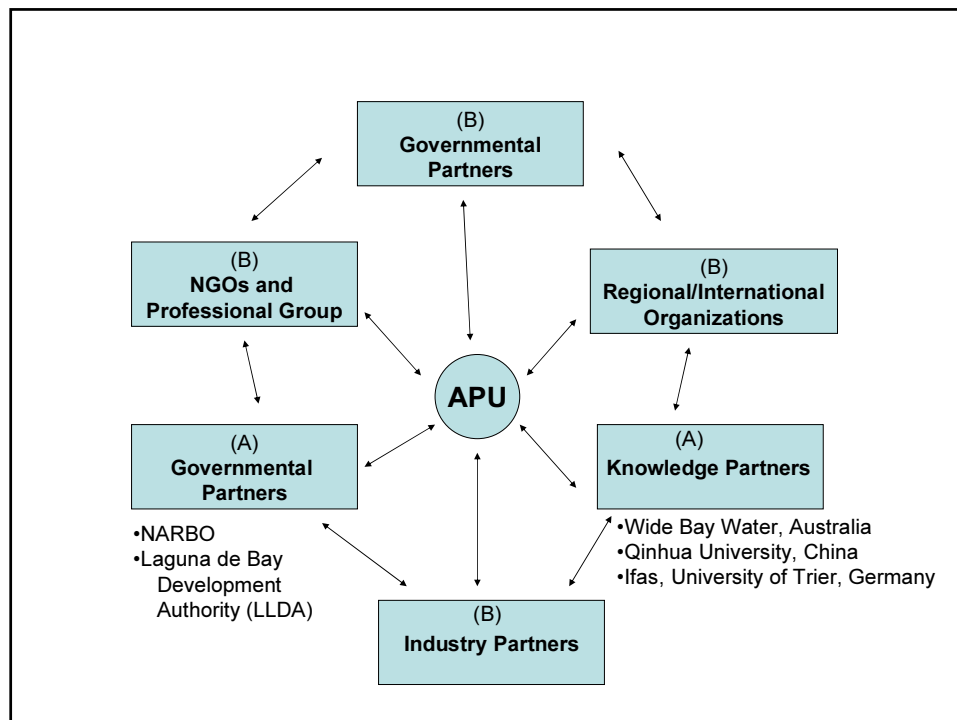 (B)
Governmental
Partners
(B)
NGOs and
Professional Group
(B)
Regional/International
Organizations
APU
(A)
Governmental
Partners
(A)
Knowledge Partners
•NARBO
•Laguna de Bay
Development
Authority (LLDA)
•Wide Bay Water, Australia
•Qinhua University, China
•Ifas, University of Trier, Germany
(B)
Industry Partners